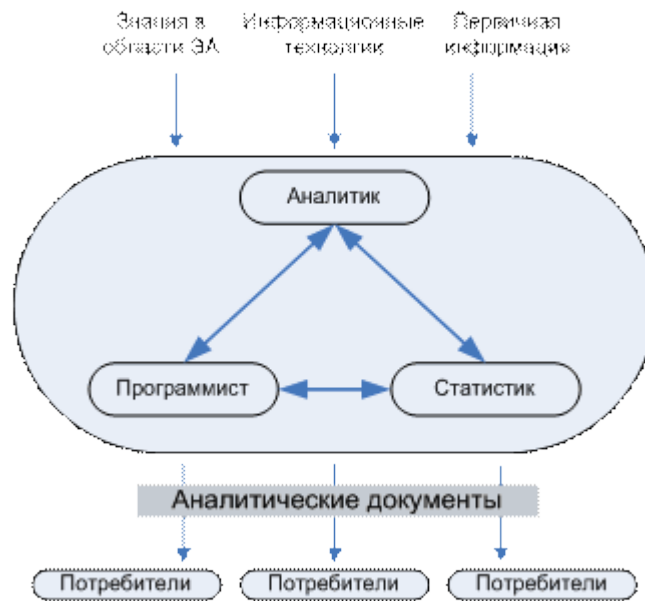 Знания в
области ЭА
Информационные
технологии
Первичная
информация
Аналитик
Программист
Статистик
Аналитические документы
Потребители
Потребители
Потребители